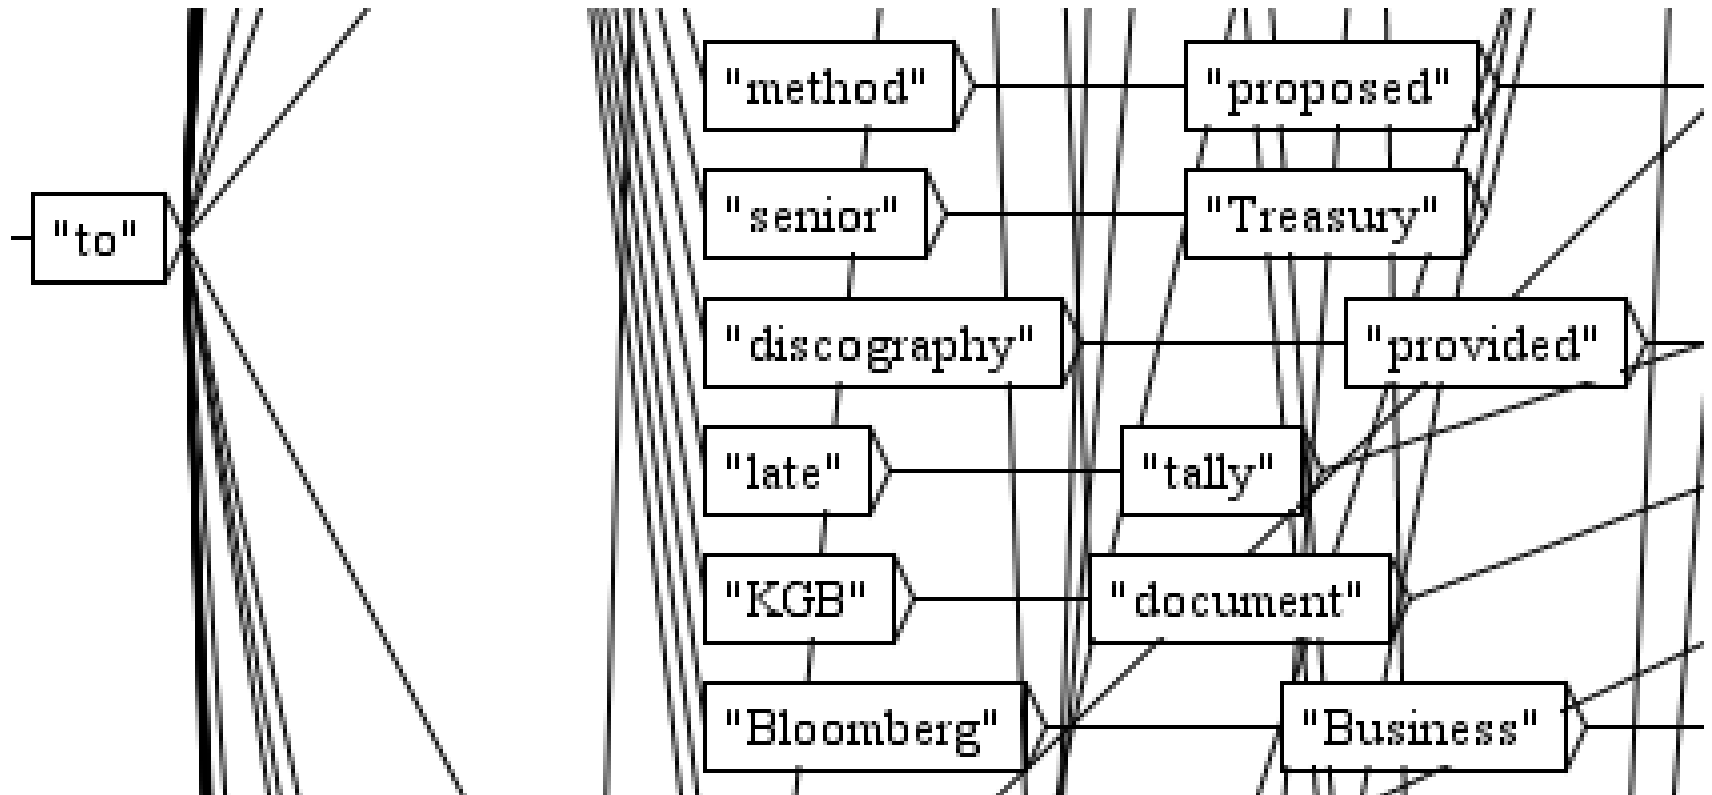 "method" "proposed"
"senior" "Treasury"
"to"
"discography" "provided"
"late" "tally"
"KGB" "document"
"Bloomberg" "Business"